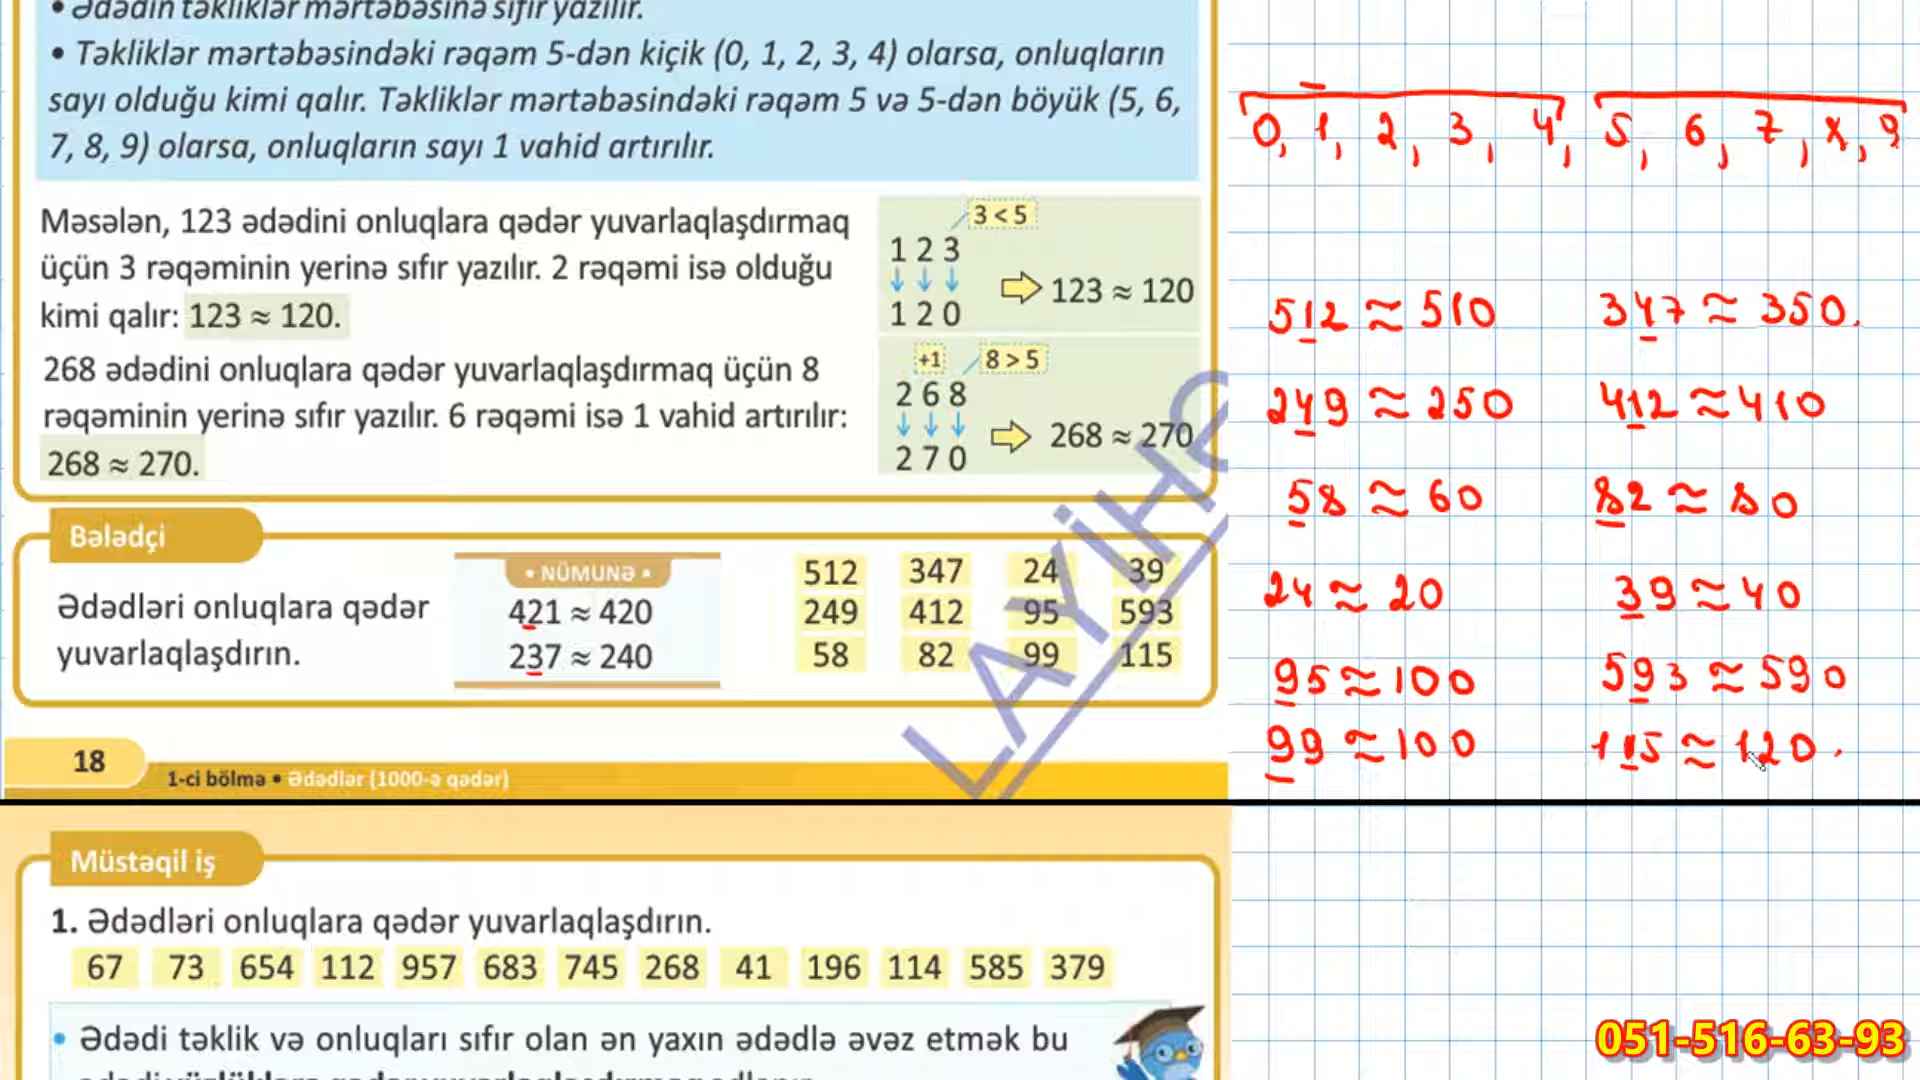 • Ədədin təkliklər mərtəbəsinə sıfır yazılır.
• Təkliklər mərtəbəsindəki rəqəm 5-dən kiçik (0, 1, 2, 3, 4) olarsa, onluqların
sayı olduğu kimi qalır. Təkliklər mərtəbəsindəki rəqəm 5 və 5-dən böyük (5, 6,
7, 8, 9) olarsa, onluqların sayı 1 vahid artırılır.
Məsələn, 123 ədədini onluqlara qədər yuvarlaqlaşdırmaq
üçün 3 rəqəminin yerinə sıfır yazılır. 2 rəqəmi isə olduğu
kimi qalır: 123 ≈ 120.
3 < 5
1 2 3
1 2 0
123 ≈ 120
268 ədədini onluqlara qədər yuvarlaqlaşdırmaq üçün 8
rəqəminin yerinə sıfır yazılır. 6 rəqəmi isə 1 vahid artırılır:
268 ≈ 270.
+1 8 > 5
2 6 8
2 7 0
268 ≈ 270
Bələdçi
Ədədləri onluqlara qədər
yuvarlaqlaşdırın.
• NÜMUNƏ •
421 ≈ 420
237 ≈ 240
512 347 24 39
249 412 95 593
58 82 99 115
LAYİHƏ
18
1-ci bölmə • Ədədlər (1000-ə qədər)
0, 1, 2, 3, 4, 5, 6, 7, 8, 9
512 ≈ 510 347 ≈ 350.
249 ≈ 250 412 ≈ 410
58 ≈ 60 82 ≈ 80
24 ≈ 20 39 ≈ 40
95 ≈ 100 593 ≈ 590
99 ≈ 100 115 ≈ 120.
Müstəqil iş
1. Ədədləri onluqlara qədər yuvarlaqlaşdırın.
67 73 654 112 957 683 745 268 41 196 114 585 379
• Ədədi təklik və onluqları sıfır olan ən yaxın ədədlə əvəz etmək bu
051-516-63-93